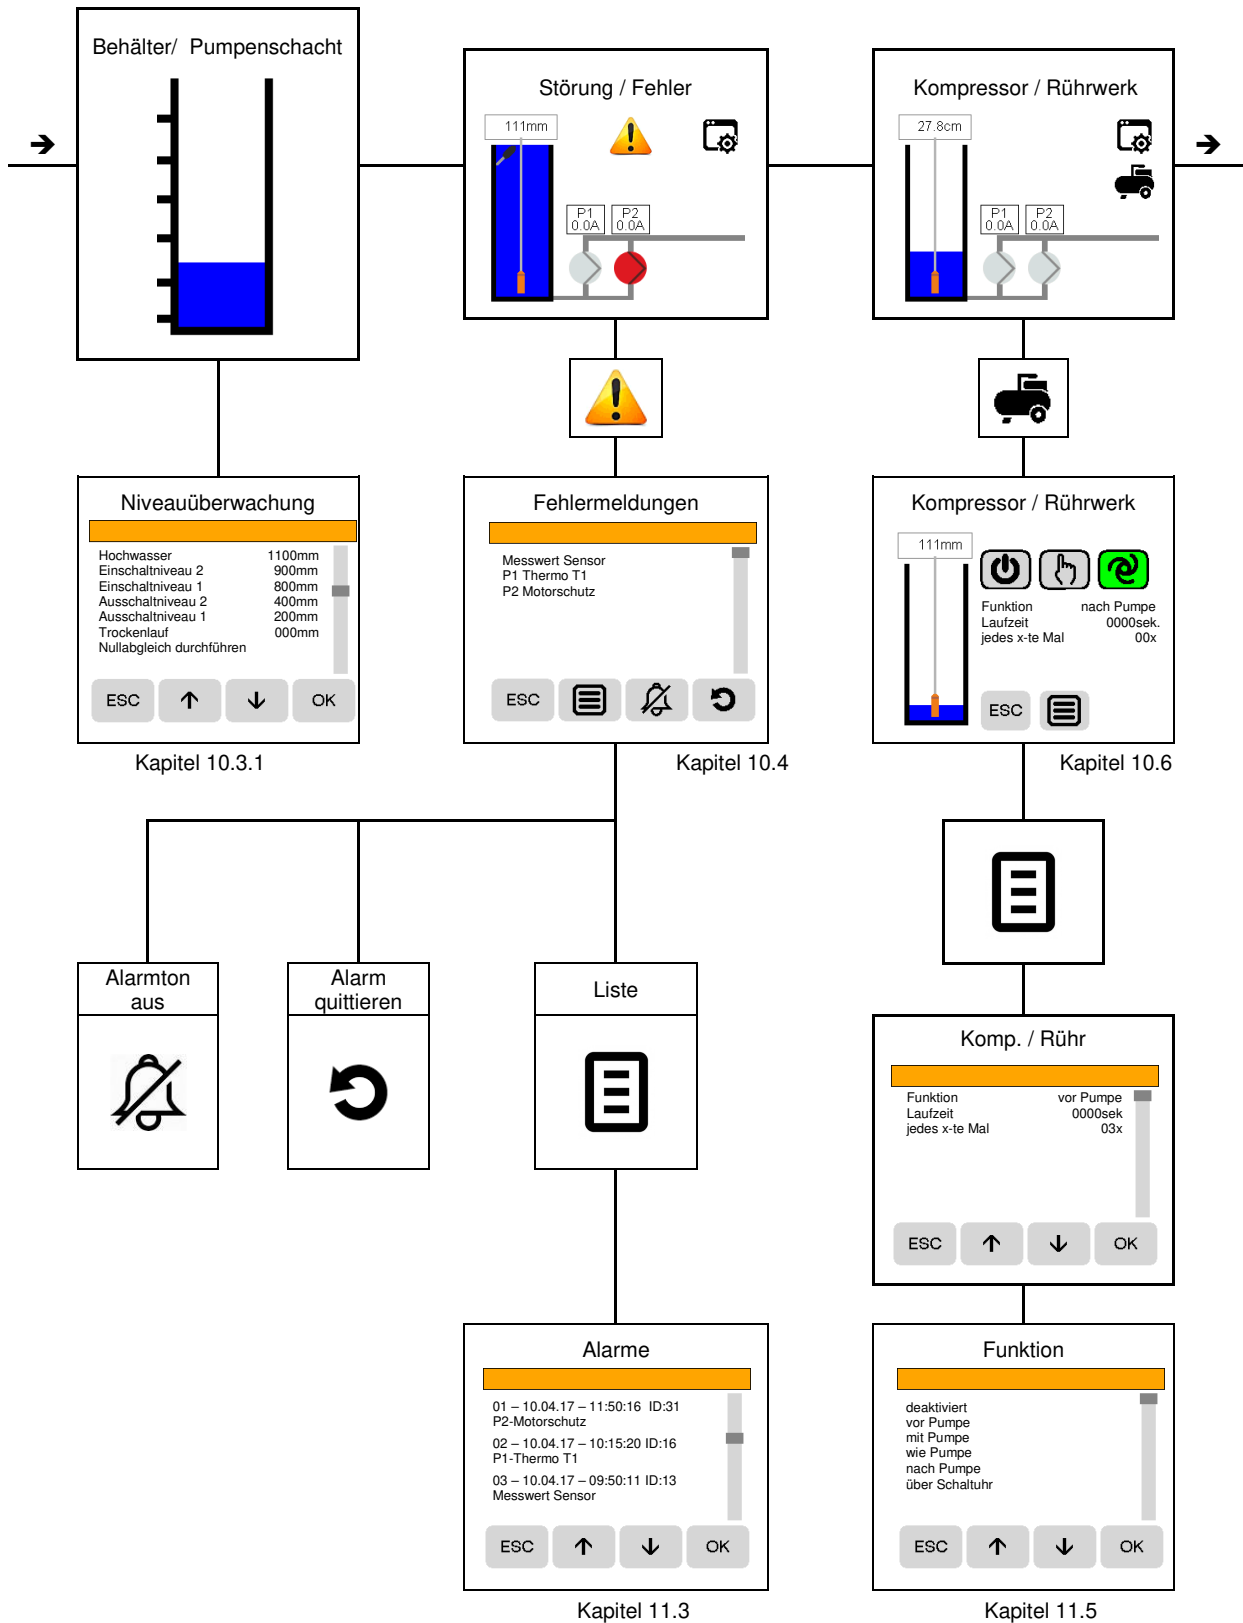 Behälter/ Pumpenschacht
Störung / Fehler
111mm
P1
0.0A
P2
0.0A
Kompressor / Rührwerk
27.8cm
P1
0.0A
P2
0.0A
Niveauüberwachung
Hochwasser 1100mm
Einschaltniveau 2 900mm
Einschaltniveau 1 800mm
Ausschaltniveau 2 400mm
Ausschaltniveau 1 200mm
Trockenlauf 000mm
Nullabgleich durchführen
ESC OK
Kapitel 10.3.1
Fehlermeldungen
Messwert Sensor
P1 Thermo T1
P2 Motorschutz
ESC
Kapitel 10.4
Kompressor / Rührwerk
111mm
Funktion nach Pumpe
Laufzeit 0000sek.
jedes x-te Mal 00x
ESC
Kapitel 10.6
Alarmton
aus
Alarm
quittieren
Liste
Komp. / Rühr
Funktion vor Pumpe
Laufzeit 0000sek
jedes x-te Mal 03x
ESC OK
Alarme
01 – 10.04.17 – 11:50:16 ID:31
P2-Motorschutz
02 – 10.04.17 – 10:15:20 ID:16
P1-Thermo T1
03 – 10.04.17 – 09:50:11 ID:13
Messwert Sensor
ESC OK
Kapitel 11.3
Funktion
deaktiviert
vor Pumpe
mit Pumpe
wie Pumpe
nach Pumpe
über Schaltuhr
ESC OK
Kapitel 11.5